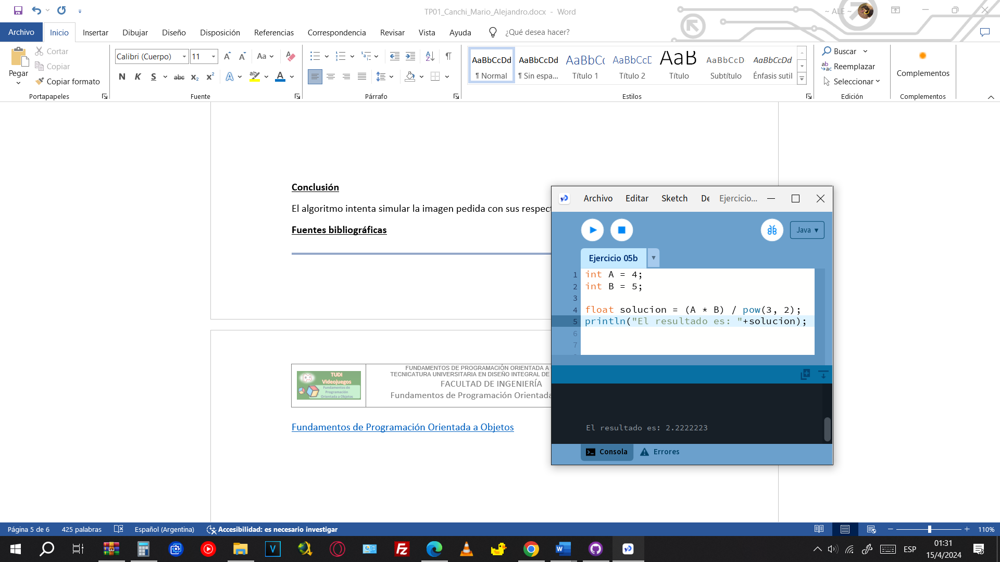 TP01_Canchi_Mario_Alejandro.docx - Word
~ ALE ~
Archivo Inicio Insertar Dibujar Diseño Disposición Referencias Correspondencia Revisar Vista Ayuda ¿Qué desea hacer?
Pegar
Cortar
Copiar
Copiar formato
Portapapeles
Calibri (Cuerpo) 11
Aa
N K S abc x₂ x² A ab A
Fuente
Párrafo
AaBbCcDd AaBbCcDd AaBbCc AaBbCcE AaB AaBbCcD AaBbCcDd
¶ Normal ¶ Sin espa... Título 1 Título 2 Título Subtítulo Énfasis sutil
Estilos
Buscar
Reemplazar
Seleccionar
Edición
Complementos
Complementos
Conclusión
El algoritmo intenta simular la imagen pedida con sus respect
Fuentes bibliográficas
TUDI
Videojuegos
Fundamentos de
Programación
Orientada a Objetos
FUNDAMENTOS DE PROGRAMACIÓN ORIENTADA A
TECNICATURA UNIVERSITARIA EN DISEÑO INTEGRAL DE
FACULTAD DE INGENIERÍA
Fundamentos de Programación Orientada
Fundamentos de Programación Orientada a Objetos
Archivo Editar Sketch De Ejercicio...
Java ▾
Ejercicio 05b ▾
1 int A = 4;
2 int B = 5;
3
4 float solucion = (A * B) / pow(3, 2);
5 println("El resultado es: "+solucion);
6
7
El resultado es: 2.2222223
Consola Errores
Página 5 de 6 425 palabras Español (Argentina) Accesibilidad: es necesario investigar 110%
ESP
01:31
15/4/2024